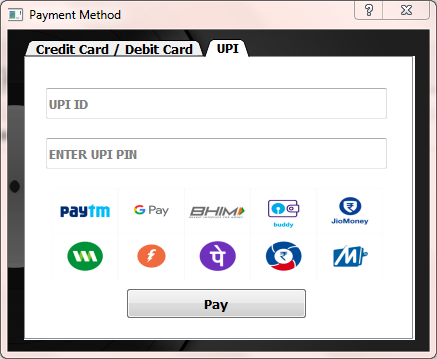 Payment Method
Credit Card / Debit Card UPI
UPI ID
ENTER UPI PIN
paytm G Pay BHIM buddy JioMoney
Pay